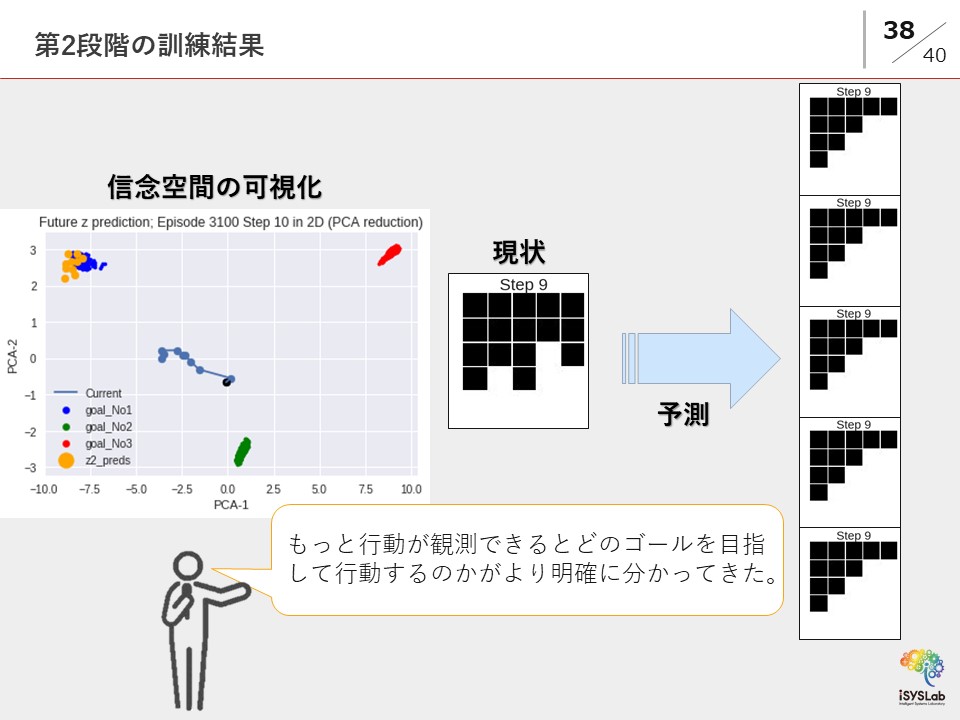 第2段階の訓練結果
38
40
信念空間の可視化
Future z prediction; Episode 3100 Step 10 in 2D (PCA reduction)
3
2
1
0
−1
−2
−3
PCA-2
Current
goal_No1
goal_No2
goal_No3
z2_preds
−10.0 −7.5 −5.0 −2.5 0.0 2.5 5.0 7.5 10.0
PCA-1
現状
Step 9
予測
Step 9
Step 9
Step 9
Step 9
Step 9
もっと行動が観測できるとどのゴールを目指
して行動するのかがより明確に分かってきた。
iSYSLab
Intelligent Systems Laboratory